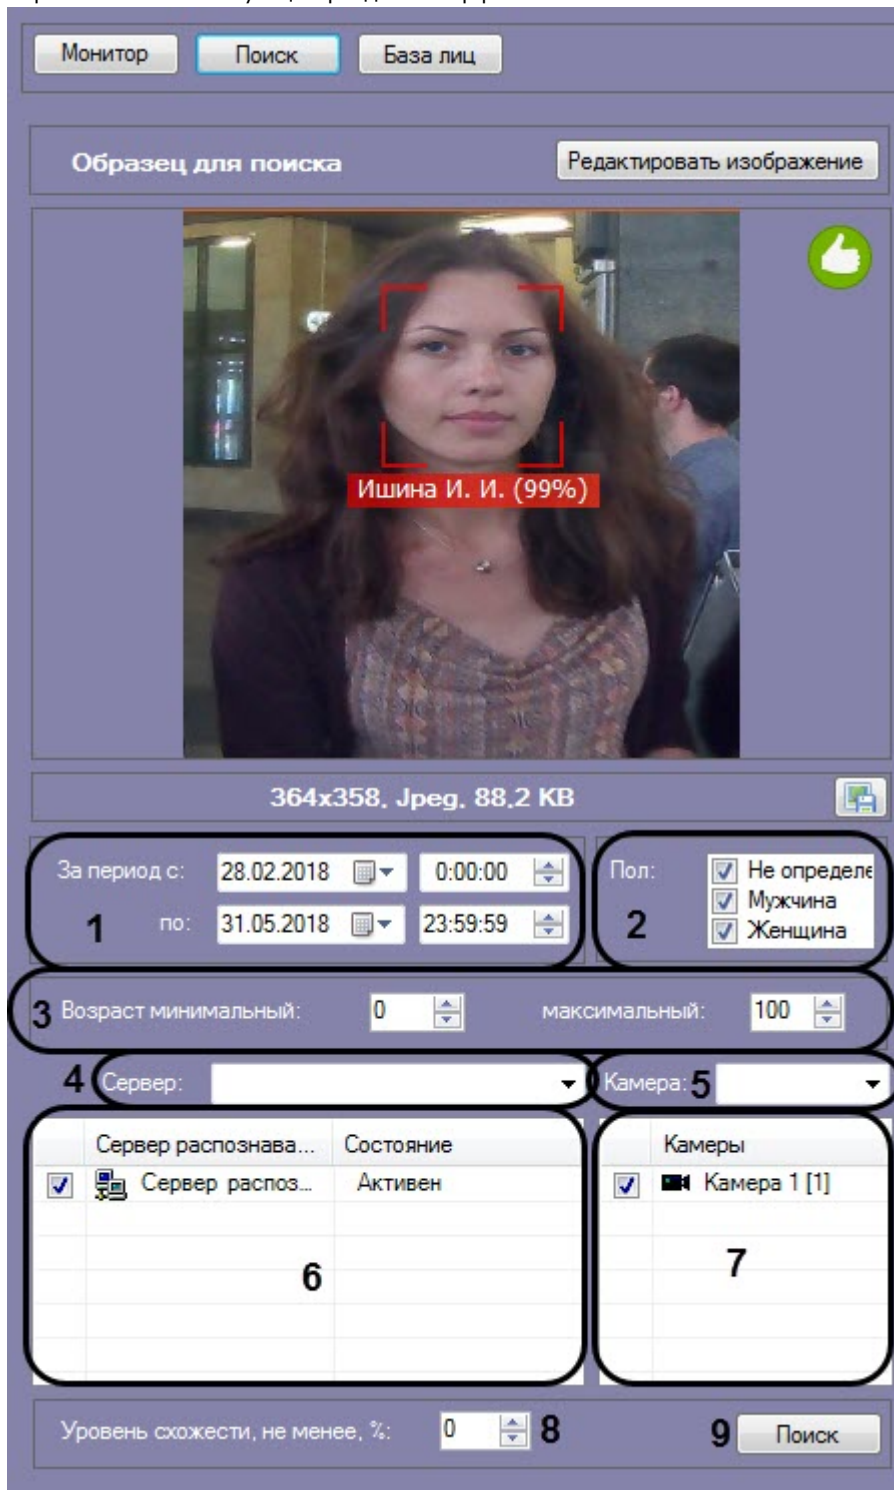 Монитор Поиск База лиц
Образец для поиска Редактировать изображение
Ишина И. И. (99%)
364x358, Jpeg, 88,2 KB
За период с: 28.02.2018 0:00:00 Пол: Не определе
Мужчина
1 по: 31.05.2018 23:59:59 2 Женщина
3 Возраст минимальный: 0 максимальный: 100
4 Сервер: Камера: 5
Сервер распознава... Состояние Камеры
Сервер распоз... Активен Камера 1 [1]
6 7
Уровень схожести, не менее, %: 0 8 9 Поиск